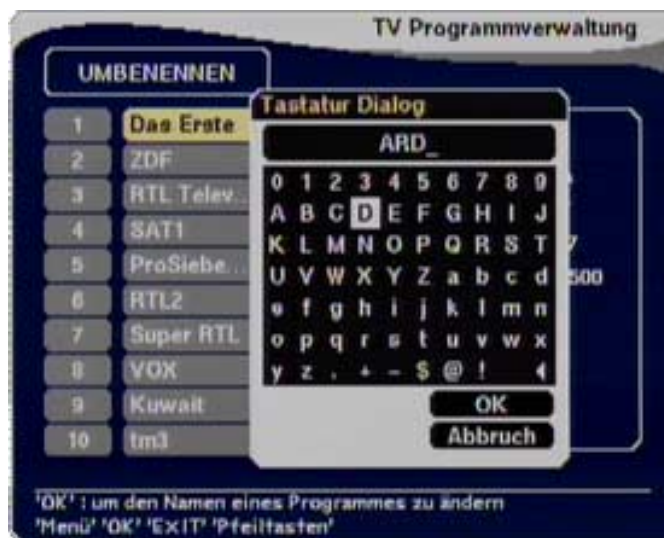 TV Programmverwaltung
UMBENENNEN
Tastatur Dialog
ARD_
1 Das Erste
2 ZDF
3 RTL Telev...
4 SAT1
5 ProSiebe...
6 RTL2
7 Super RTL
8 VOX
9 Kuwait
10 tm3
0 1 2 3 4 5 6 7 8 9
A B C D E F G H I J
K L M N O P Q R S T
U V W X Y Z a b c d
e f g h i j k l m n
o p q r s t u v w x
y z . + - $ @ !
7
500
OK
Abbruch
'OK' : um den Namen eines Programmes zu ändern
'Menü' 'OK' 'EXIT' 'Pfeiltasten'